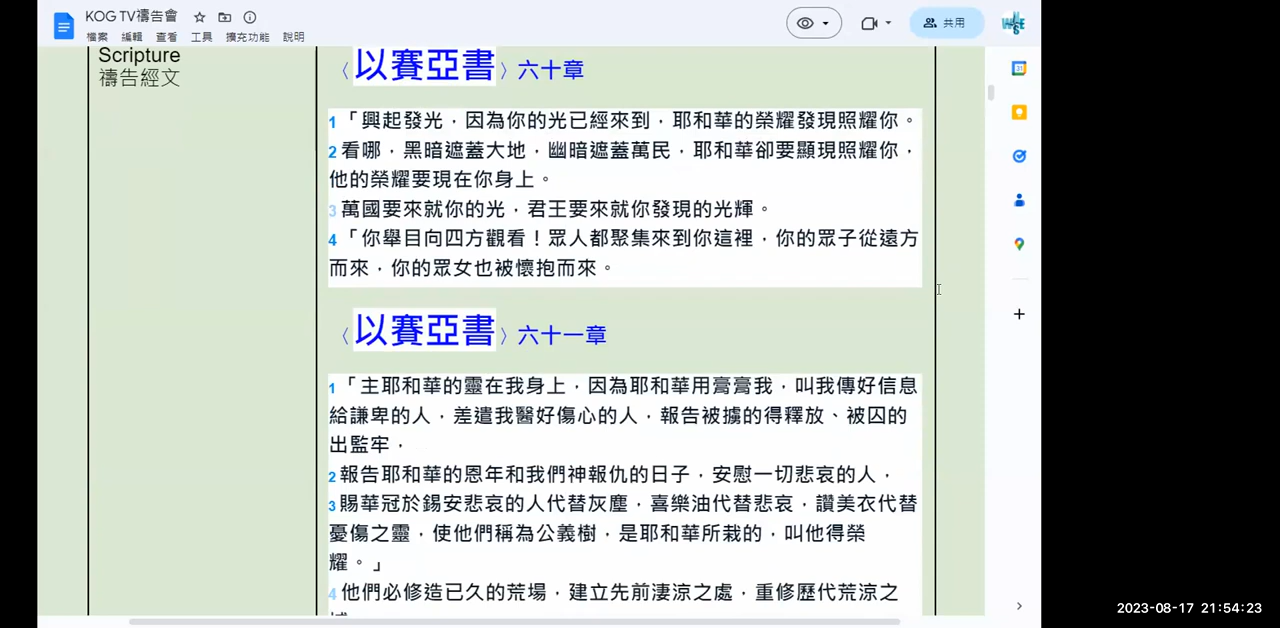 KOG TV禱告會
檔案 編輯 查看 工具 擴充功能 說明
共用
31
Scripture
禱告經文
〈以賽亞書〉六十章
1「興起發光，因為你的光已經來到，耶和華的榮耀發現照耀你。
2 看哪，黑暗遮蓋大地，幽暗遮蓋萬民，耶和華卻要顯現照耀你，
他的榮耀要現在你身上。
3 萬國要來就你的光，君王要來就你發現的光輝。
4「你舉目向四方觀看！眾人都聚集來到你這裡，你的眾子從遠方
而來，你的眾女也被懷抱而來。
〈以賽亞書〉六十一章
1「主耶和華的靈在我身上，因為耶和華用膏膏我，叫我傳好信息
給謙卑的人，差遣我醫好傷心的人，報告被擄的得釋放、被囚的
出監牢，
2 報告耶和華的恩年和我們神報仇的日子，安慰一切悲哀的人，
3 賜華冠於錫安悲哀的人代替灰塵，喜樂油代替悲哀，讚美衣代替
憂傷之靈，使他們稱為公義樹，是耶和華所栽的，叫他得榮
耀。」
4 他們必修造已久的荒場，建立先前淒涼之處，重修歷代荒涼之
2023-08-17 21:54:23